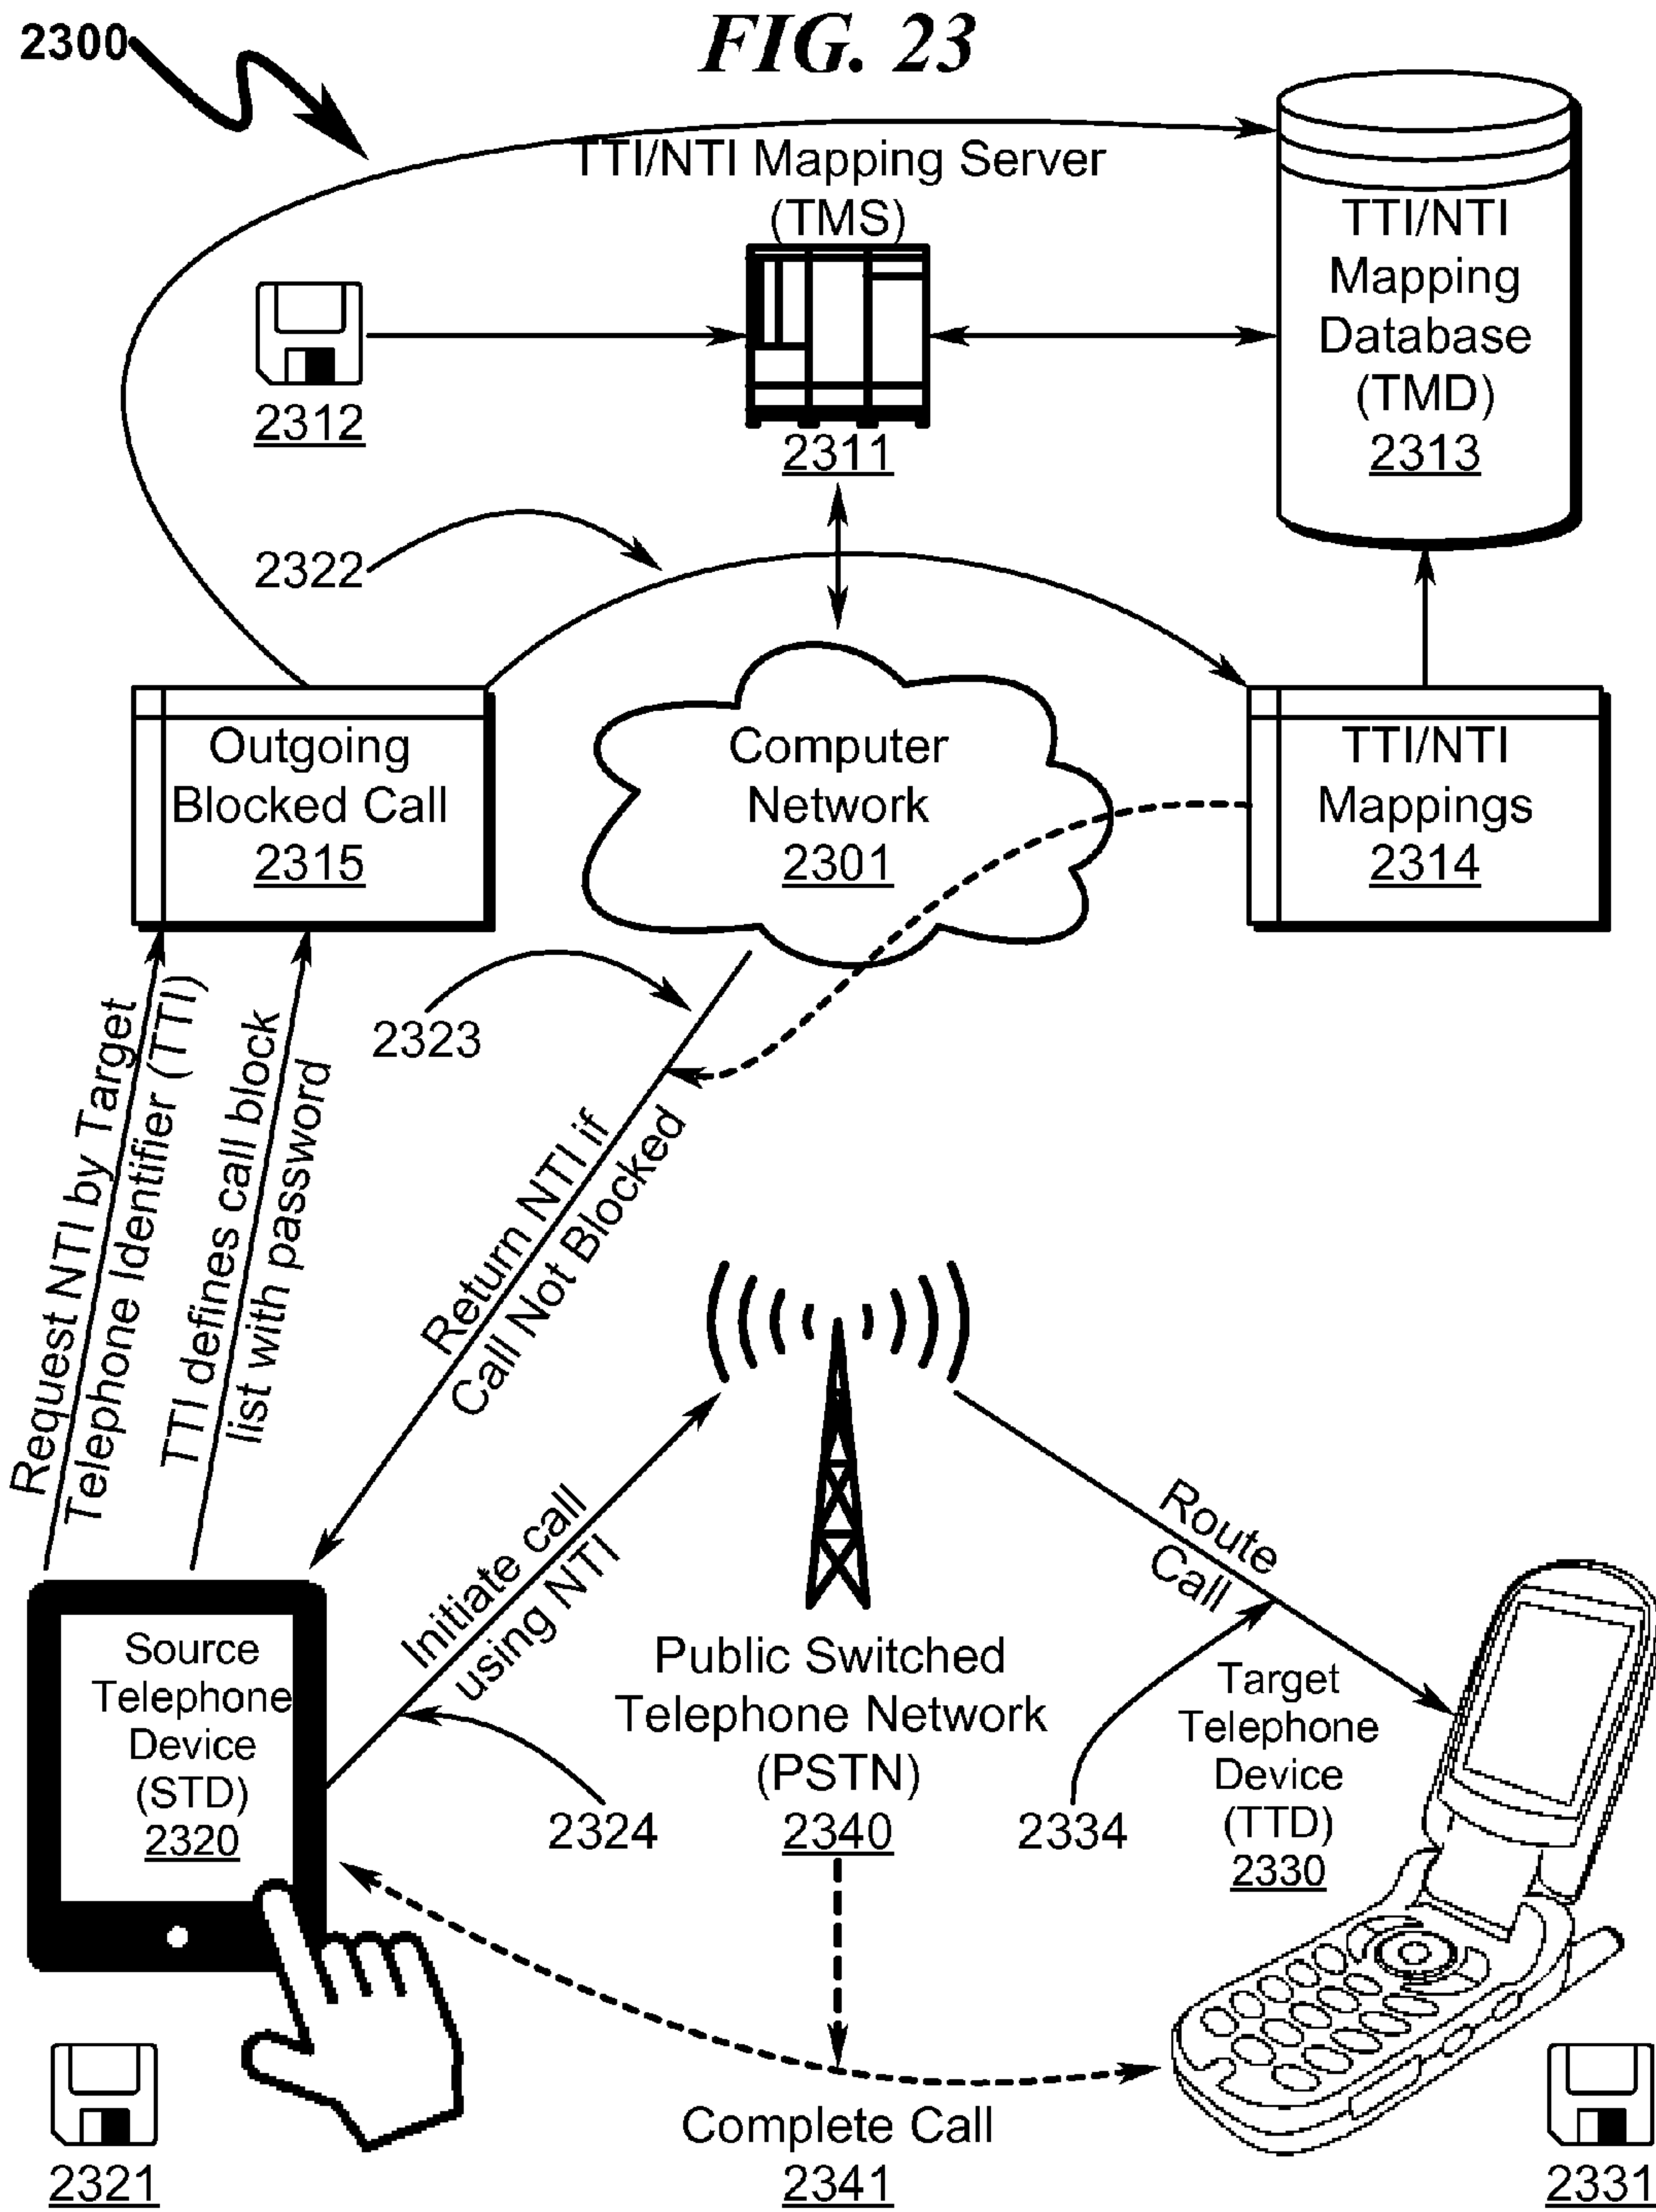 FIG. 23
2300
TTI/NTI Mapping Server
(TMS)
2311
2312
TTI/NTI
Mapping
Database
(TMD)
2313
2322
Outgoing
Blocked Call
2315
Computer
Network
2301
TTI/NTI
Mappings
2314
2323
Request NTI by Target
Telephone Identifier (TTI)
TTI defines call block
list with password
Return NTI if
Call Not Blocked
Initiate call
using NTI
Route
Call
Source
Telephone
Device
(STD)
2320
2324
Public Switched
Telephone Network
(PSTN)
2340
2334
Target
Telephone
Device
(TTD)
2330
Complete Call
2341
2321
2331